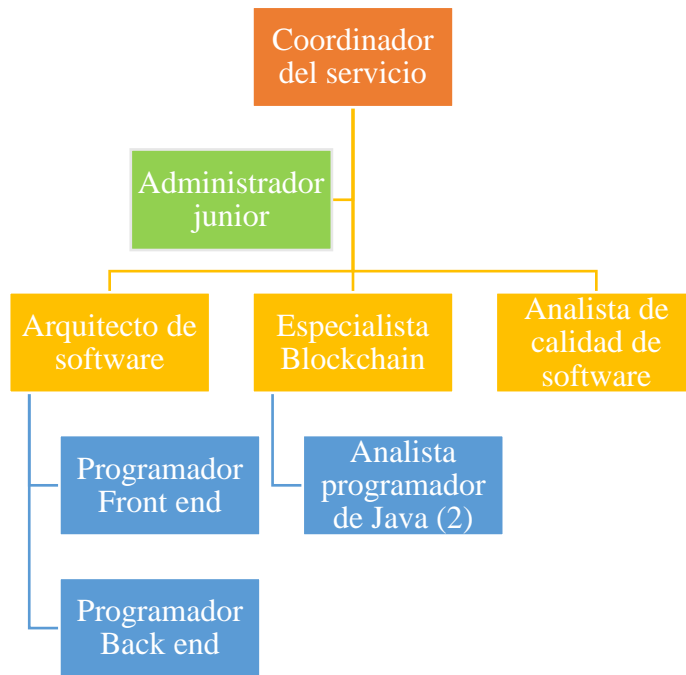 Coordinador
del servicio
Administrador
junior
Arquitecto de
software
Especialista
Blockchain
Analista de
calidad de
software
Programador
Front end
Analista
programador
de Java (2)
Programador
Back end